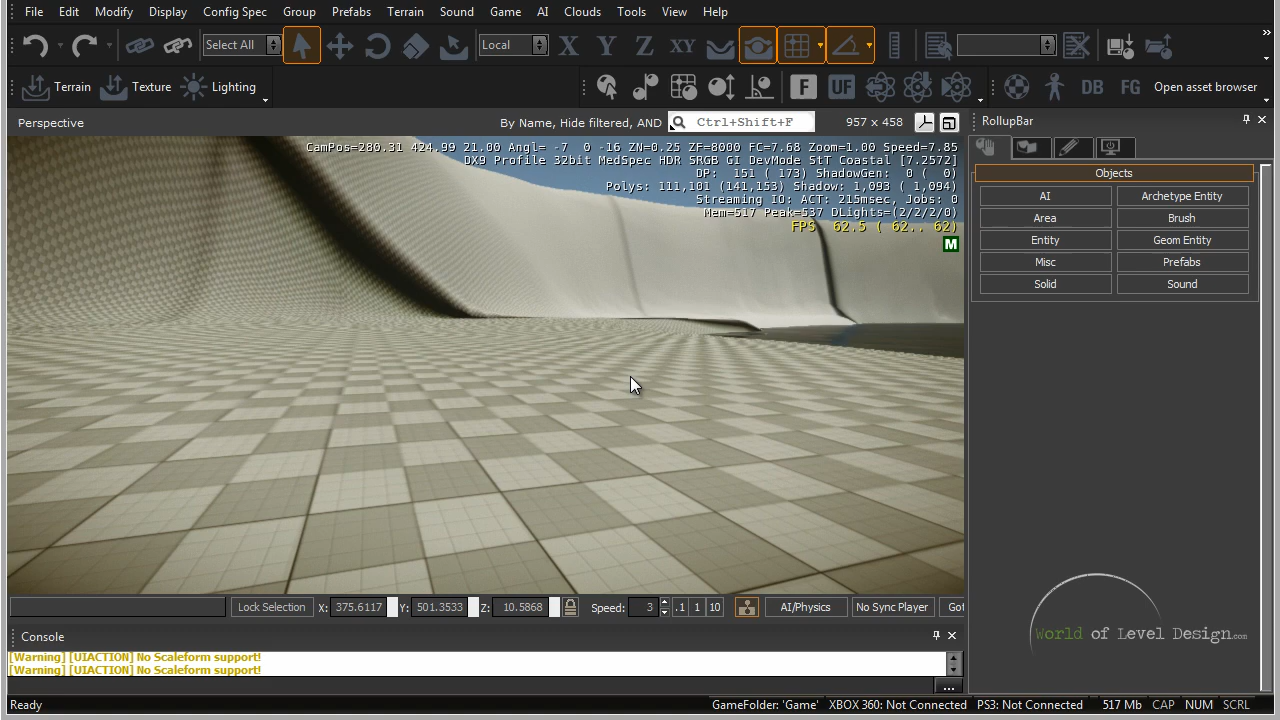 File Edit Modify Display Config Spec Group Prefabs Terrain Sound Game AI Clouds Tools View Help
Select All Local X Y Z XY
Terrain Texture Lighting F UF DB FG Open asset browser
Perspective By Name, Hide filtered, AND Ctrl+Shift+F 957 x 458
RollupBar
CamPos=280.31 424.99 21.00 Angl= -7 0 -16 ZN=0.25 ZF=8000 FC=7.68 Zoom=1.00 Speed=7.85
DX9 Profile 32bit MedSpec HDR SRGB GI DevMode StT Coastal [7.2572]
DP: 151 ( 173) ShadowGen: 0 ( 0)
Polys: 111,101 (141,153) Shadow: 1,093 ( 1,094)
Streaming IO: ACT: 215msec, Jobs: 0
Mem=517 Peak=537 DLights=(2/2/2/0)
FPS 62.5 ( 62.. 62)
M
Objects
AI Archetype Entity
Area Brush
Entity Geom Entity
Misc Prefabs
Solid Sound
World of Level Design.com
Lock Selection X: 375.6117 Y: 501.3533 Z: 10.5868 Speed: 3 .1 1 10 AI/Physics No Sync Player Got
Console
[Warning] [UIACTION] No Scaleform support!
[Warning] [UIACTION] No Scaleform support!
...
Ready GameFolder: 'Game' XBOX 360: Not Connected PS3: Not Connected 517 Mb CAP NUM SCRL